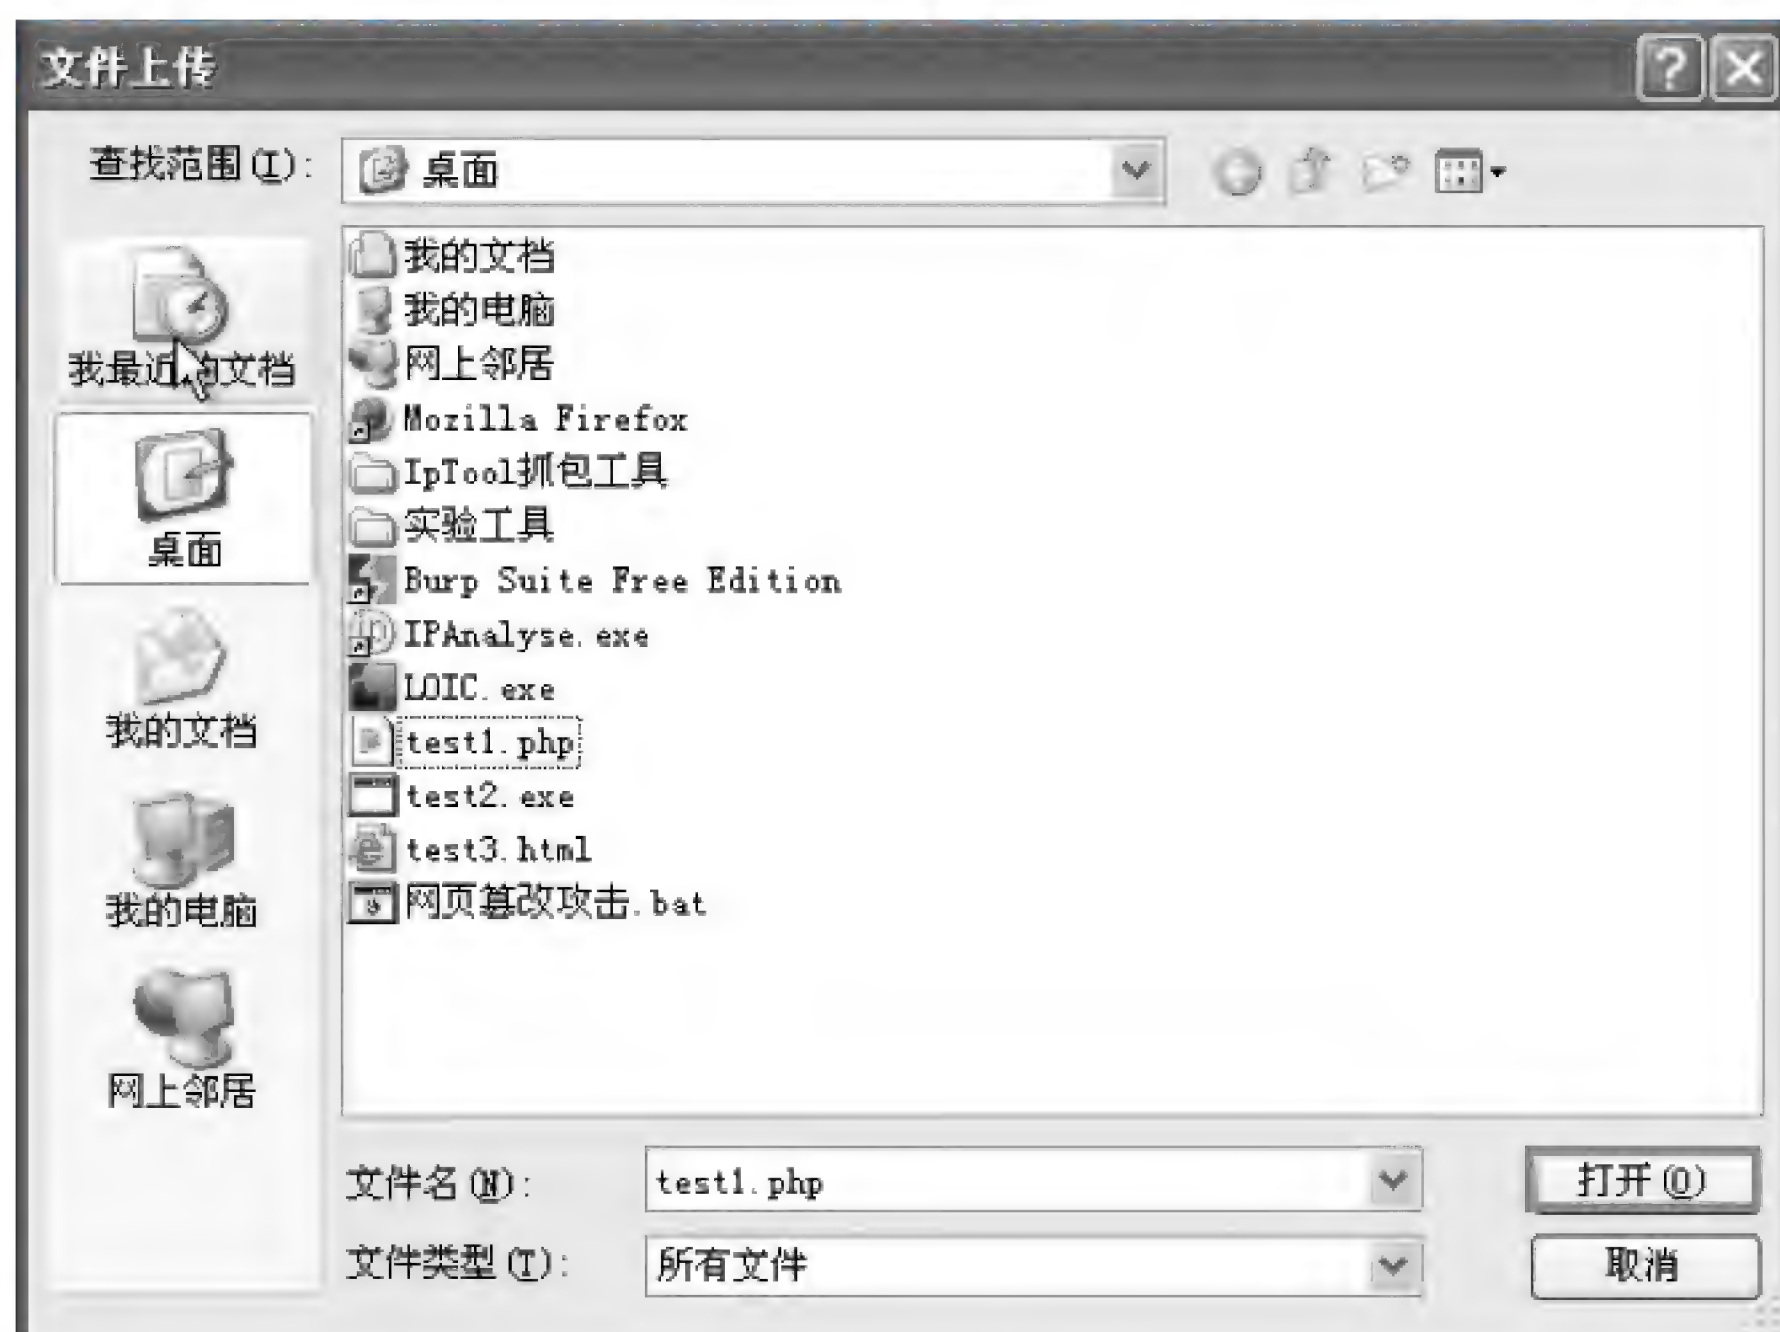 文件上传
查找范围(I):
桌面
我最近的文档
桌面
我的文档
我的电脑
网上邻居
我的文档
我的电脑
网上邻居
Mozilla Firefox
IpTool抓包工具
实验工具
Burp Suite Free Edition
IPAnalyse.exe
LOIC.exe
test1.php
test2.exe
test3.html
网页篡改攻击.bat
文件名(N):
test1.php
打开(O)
文件类型(T):
所有文件
取消